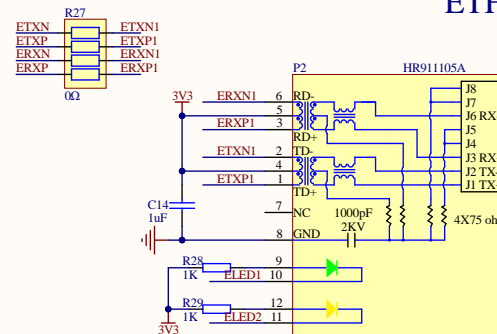 ETH
R27
ETXN ETXN1
ETXP ETXP1
ERXN ERXN1
ERXP ERXP1
0Ω
P2 HR911105A
3V3
ERXN1 6 RD-
5
ERXP1 3 RD+
ETXN1 2 TD-
4
ETXP1 1 TD+
7 NC
8 GND
C14
1uF
1000pF
2KV
4X75 oh
J8
J7
J6 RX
J5
J4
J3 RX
J2 TX
J1 TX
R28 9
1K ELED1 10
R29 12
1K ELED2 11
3V3